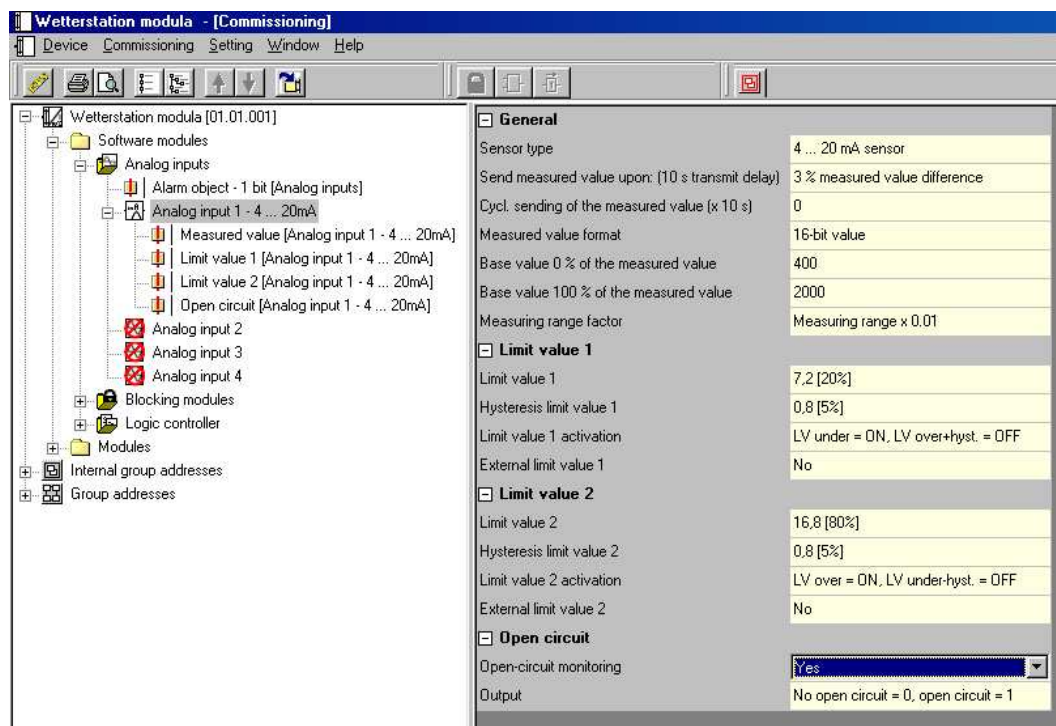 Wetterstation modula - [Commissioning]
Device Commissioning Setting Window Help
Wetterstation modula [01.01.001]
Software modules
Analog inputs
Alarm object - 1 bit [Analog inputs]
Analog input 1 - 4 ... 20mA
Measured value [Analog input 1 - 4 ... 20mA]
Limit value 1 [Analog input 1 - 4 ... 20mA]
Limit value 2 [Analog input 1 - 4 ... 20mA]
Open circuit [Analog input 1 - 4 ... 20mA]
Analog input 2
Analog input 3
Analog input 4
Blocking modules
Logic controller
Modules
Internal group addresses
Group addresses
General
Sensor type 4 ... 20 mA sensor
Send measured value upon: (10 s transmit delay) 3 % measured value difference
Cycl. sending of the measured value (x 10 s) 0
Measured value format 16-bit value
Base value 0 % of the measured value 400
Base value 100 % of the measured value 2000
Measuring range factor Measuring range x 0.01
Limit value 1
Limit value 1 7,2 [20%]
Hysteresis limit value 1 0,8 [5%]
Limit value 1 activation LV under = ON, LV over+hyst. = OFF
External limit value 1 No
Limit value 2
Limit value 2 16,8 [80%]
Hysteresis limit value 2 0,8 [5%]
Limit value 2 activation LV over = ON, LV under-hyst. = OFF
External limit value 2 No
Open circuit
Open-circuit monitoring Yes
Output No open circuit = 0, open circuit = 1